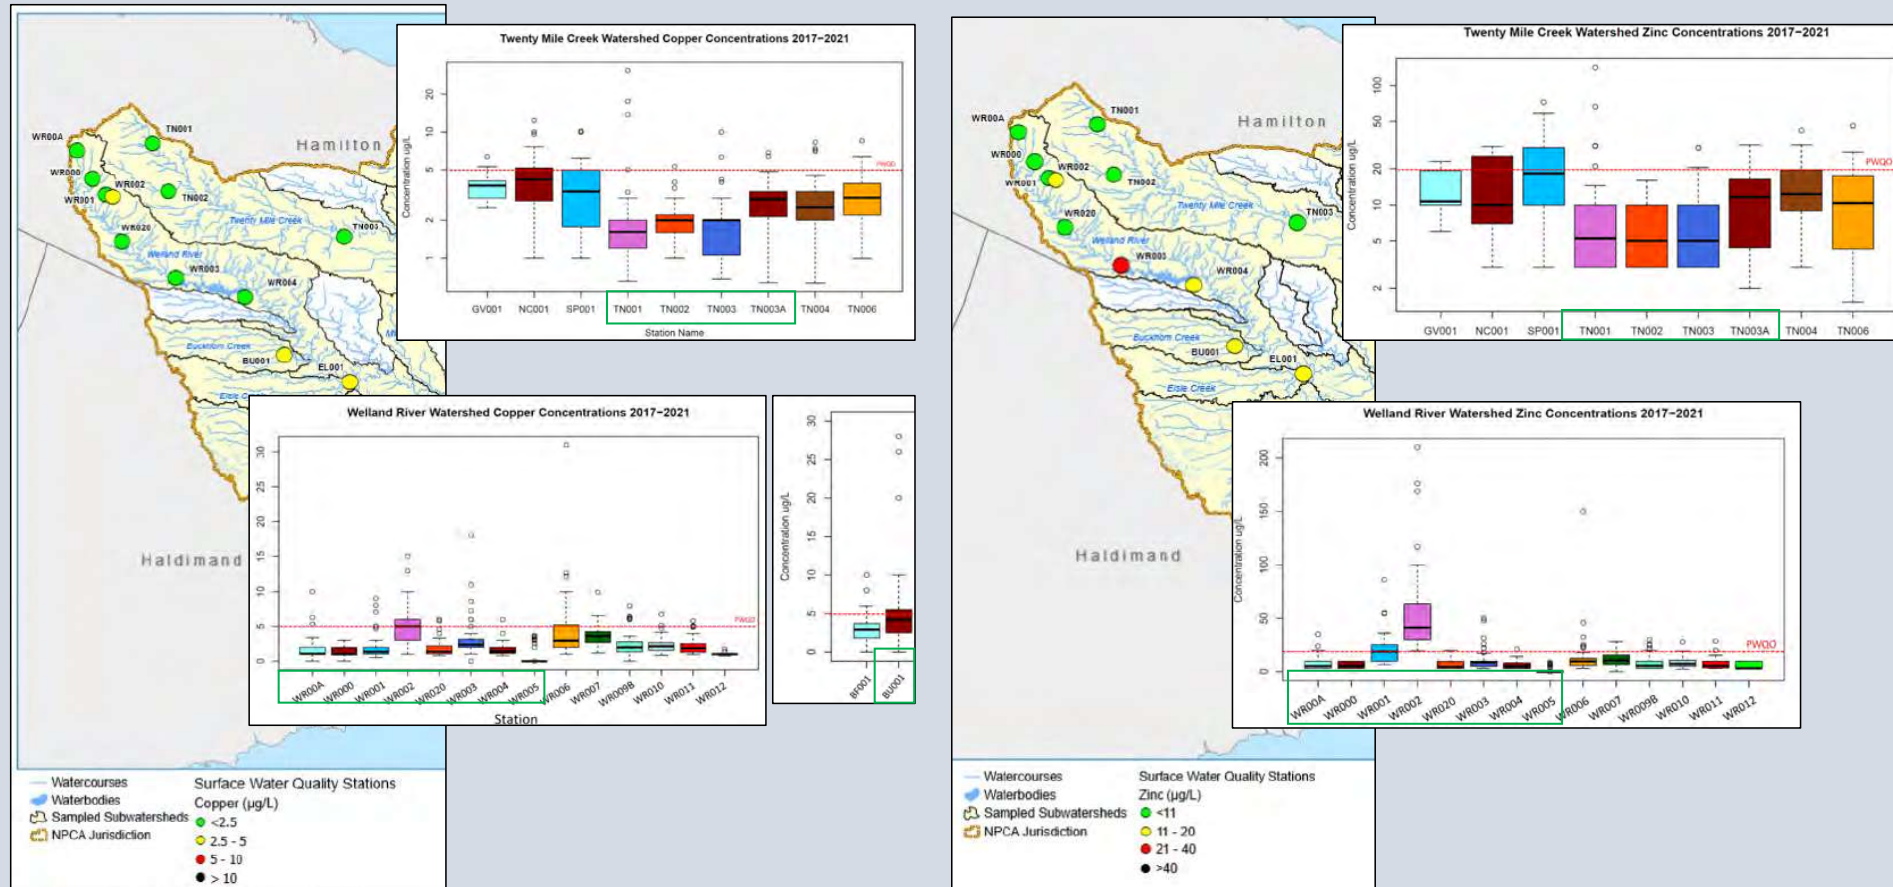 Twenty Mile Creek Watershed Copper Concentrations 2017−2021
Concentration ug/L
20
10
5
2
1
PWQO
GV001 NC001 SP001 TN001 TN002 TN003 TN003A TN004 TN006
Station Name
WR00A
TN001
Hamilton
WR000
WR002
WR001
TN002
Twenty Mile Creek
TN003
WR020
Welland River
WR003
WR004
Buckhorn Creek
BU001
EL001
Haldimand
Welland River Watershed Copper Concentrations 2017−2021
Concentration ug/L
30
25
20
15
10
5
0
PWQO
WR00A WR000 WR001 WR002 WR020 WR003 WR004 WR005 WR006 WR007 WR009B WR010 WR011 WR012
Station
Concentration ug/L
30
25
20
15
10
5
0
BF001 BU001
Watercourses
Waterbodies
Sampled Subwatersheds
NPCA Jurisdiction
Surface Water Quality Stations
Copper (µg/L)
<2.5
2.5 - 5
5 - 10
> 10
Twenty Mile Creek Watershed Zinc Concentrations 2017−2021
Concentration ug/L
100
50
20
10
5
2
PWQO
GV001 NC001 SP001 TN001 TN002 TN003 TN003A TN004 TN006
WR00A
TN001
Hamilton
WR000
WR002
WR001
TN002
Twenty Mile Creek
TN003
WR020
Welland River
WR003
WR004
Buckhorn Creek
BU001
EL001
Elsie Creek
Haldimand
Welland River Watershed Zinc Concentrations 2017−2021
Concentration ug/L
200
150
100
50
0
PWQO
WR00A WR000 WR001 WR002 WR020 WR003 WR004 WR005 WR006 WR007 WR009B WR010 WR011 WR012
Watercourses
Waterbodies
Sampled Subwatersheds
NPCA Jurisdiction
Surface Water Quality Stations
Zinc (µg/L)
<11
11 - 20
21 - 40
>40